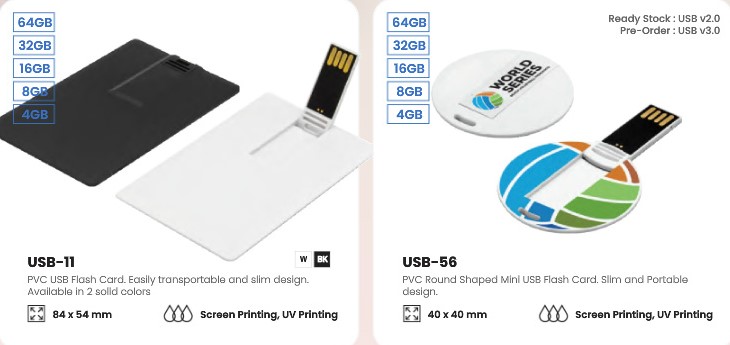 64GB
32GB
16GB
8GB
4GB
USB-11
W BK
PVC USB Flash Card. Easily transportable and slim design.
Available in 2 solid colors
84 x 54 mm
Screen Printing, UV Printing
64GB
32GB
16GB
8GB
4GB
Ready Stock : USB v2.0
Pre-Order : USB v3.0
WORLD
SERIES
USB-56
PVC Round Shaped Mini USB Flash Card. Slim and Portable
design.
40 x 40 mm
Screen Printing, UV Printing